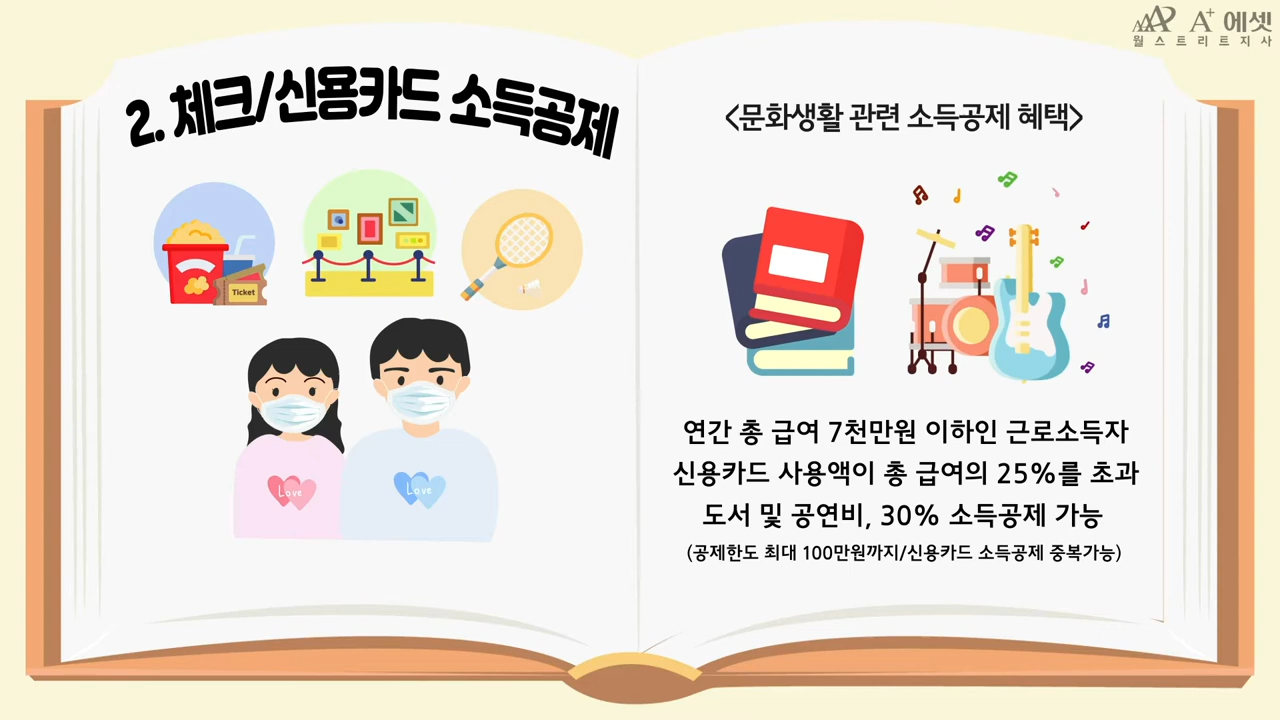 A+ 에셋
월스트리트지사
2. 체크/신용카드 소득공제
<문화생활 관련 소득공제 혜택>
Ticket
Love
Love
연간 총 급여 7천만원 이하인 근로소득자
신용카드 사용액이 총 급여의 25%를 초과
도서 및 공연비, 30% 소득공제 가능
(공제한도 최대 100만원까지/신용카드 소득공제 중복가능)